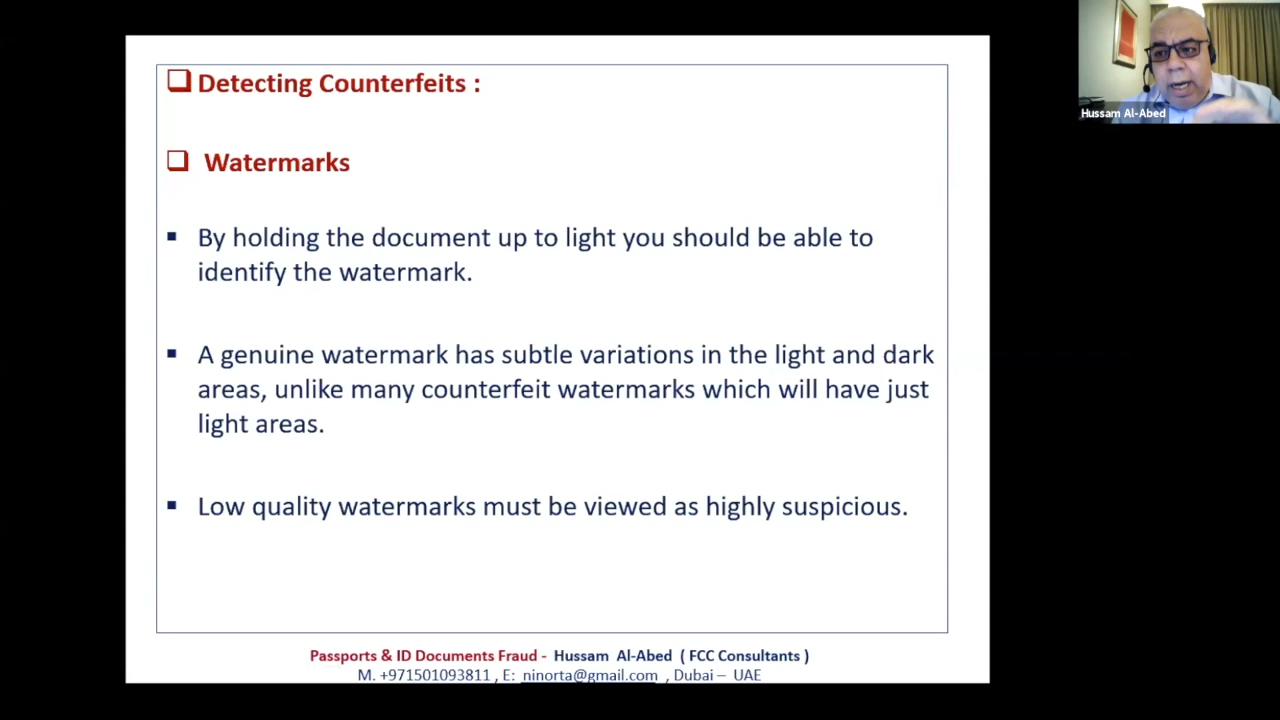 Detecting Counterfeits :
Watermarks
By holding the document up to light you should be able to
identify the watermark.
A genuine watermark has subtle variations in the light and dark
areas, unlike many counterfeit watermarks which will have just
light areas.
Low quality watermarks must be viewed as highly suspicious.
Passports & ID Documents Fraud - Hussam Al-Abed ( FCC Consultants )
M. +971501093811 , E: ninorta@gmail.com , Dubai – UAE
Hussam Al-Abed